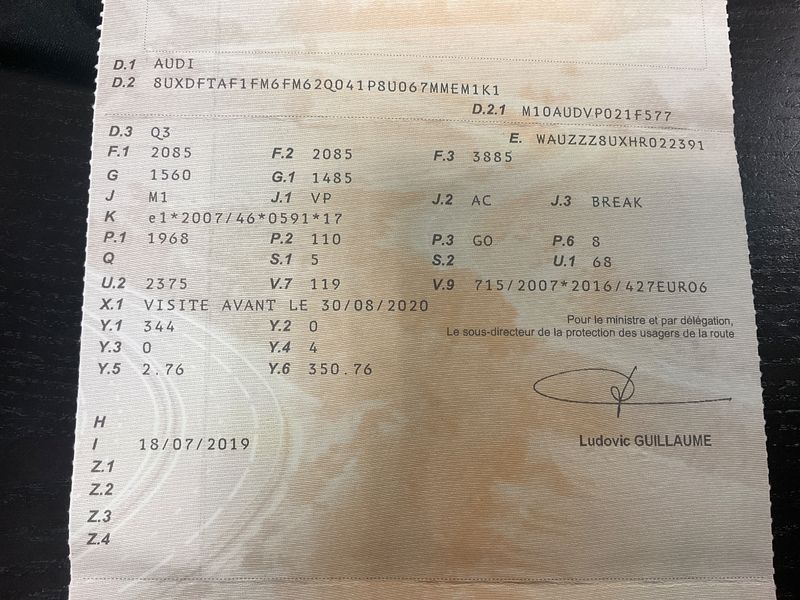 D.1 AUDI
D.2 8UXDFTAF1FM6FM62Q041P8U067MMEM1K1
D.2.1 M10AUDVP021F577
D.3 Q3 E. WAUZZZ8UXHR022391
F.1 2085 F.2 2085 F.3 3885
G 1560 G.1 1485
J M1 J.1 VP J.2 AC J.3 BREAK
K e1*2007/46*0591*17
P.1 1968 P.2 110 P.3 GO P.6 8
Q S.1 5 S.2 U.1 68
U.2 2375 V.7 119 V.9 715/2007*2016/427EURO6
X.1 VISITE AVANT LE 30/08/2020
Y.1 344 Y.2 0
Y.3 0 Y.4 4
Y.5 2.76 Y.6 350.76
Pour le ministre et par délégation,
Le sous-directeur de la protection des usagers de la route
Ludovic GUILLAUME
H
I 18/07/2019
Z.1
Z.2
Z.3
Z.4